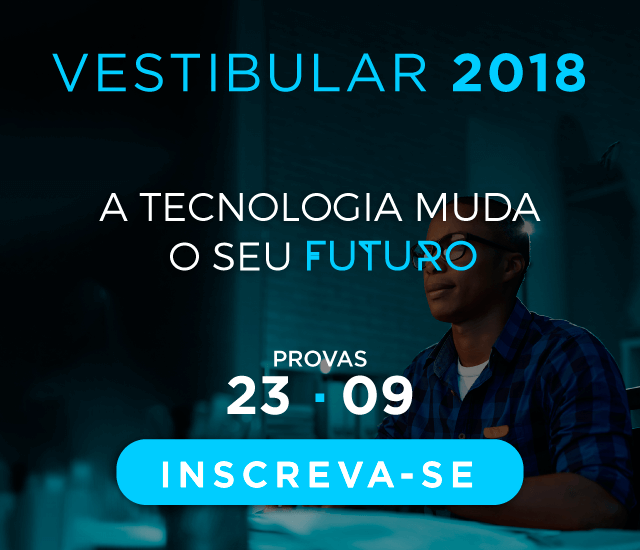 VESTIBULAR 2018
A TECNOLOGIA MUDA
O SEU FUTURO
PROVAS
23 · 09
INSCREVA-SE